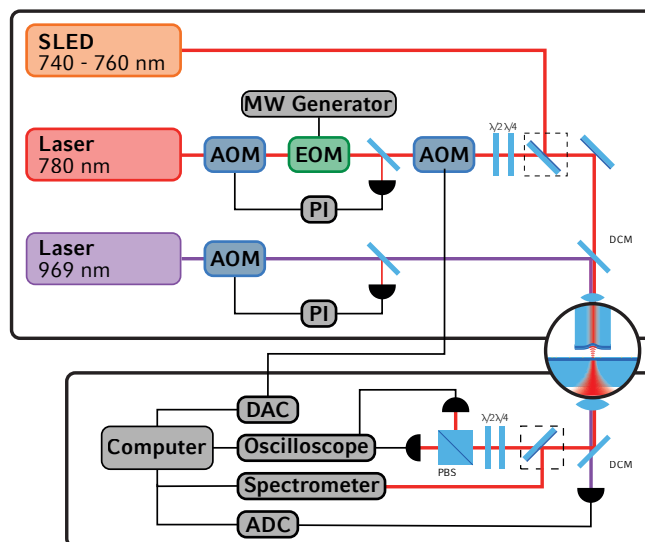 SLED
740 - 760 nm
MW Generator
Laser
780 nm
AOM
EOM
AOM
λ/2 λ/4
PI
Laser
969 nm
AOM
DCM
PI
DAC
Computer
Oscilloscope
λ/2 λ/4
PBS
DCM
Spectrometer
ADC